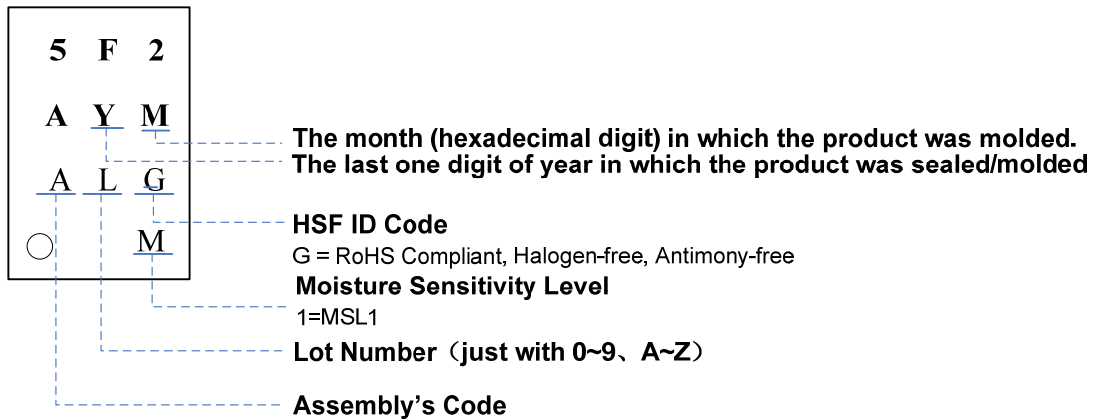 5 F 2
A Y M
The month (hexadecimal digit) in which the product was molded.
The last one digit of year in which the product was sealed/molded
A L G
HSF ID Code
M
G = RoHS Compliant, Halogen-free, Antimony-free
Moisture Sensitivity Level
1=MSL1
Lot Number（just with 0~9、A~Z）
Assembly's Code